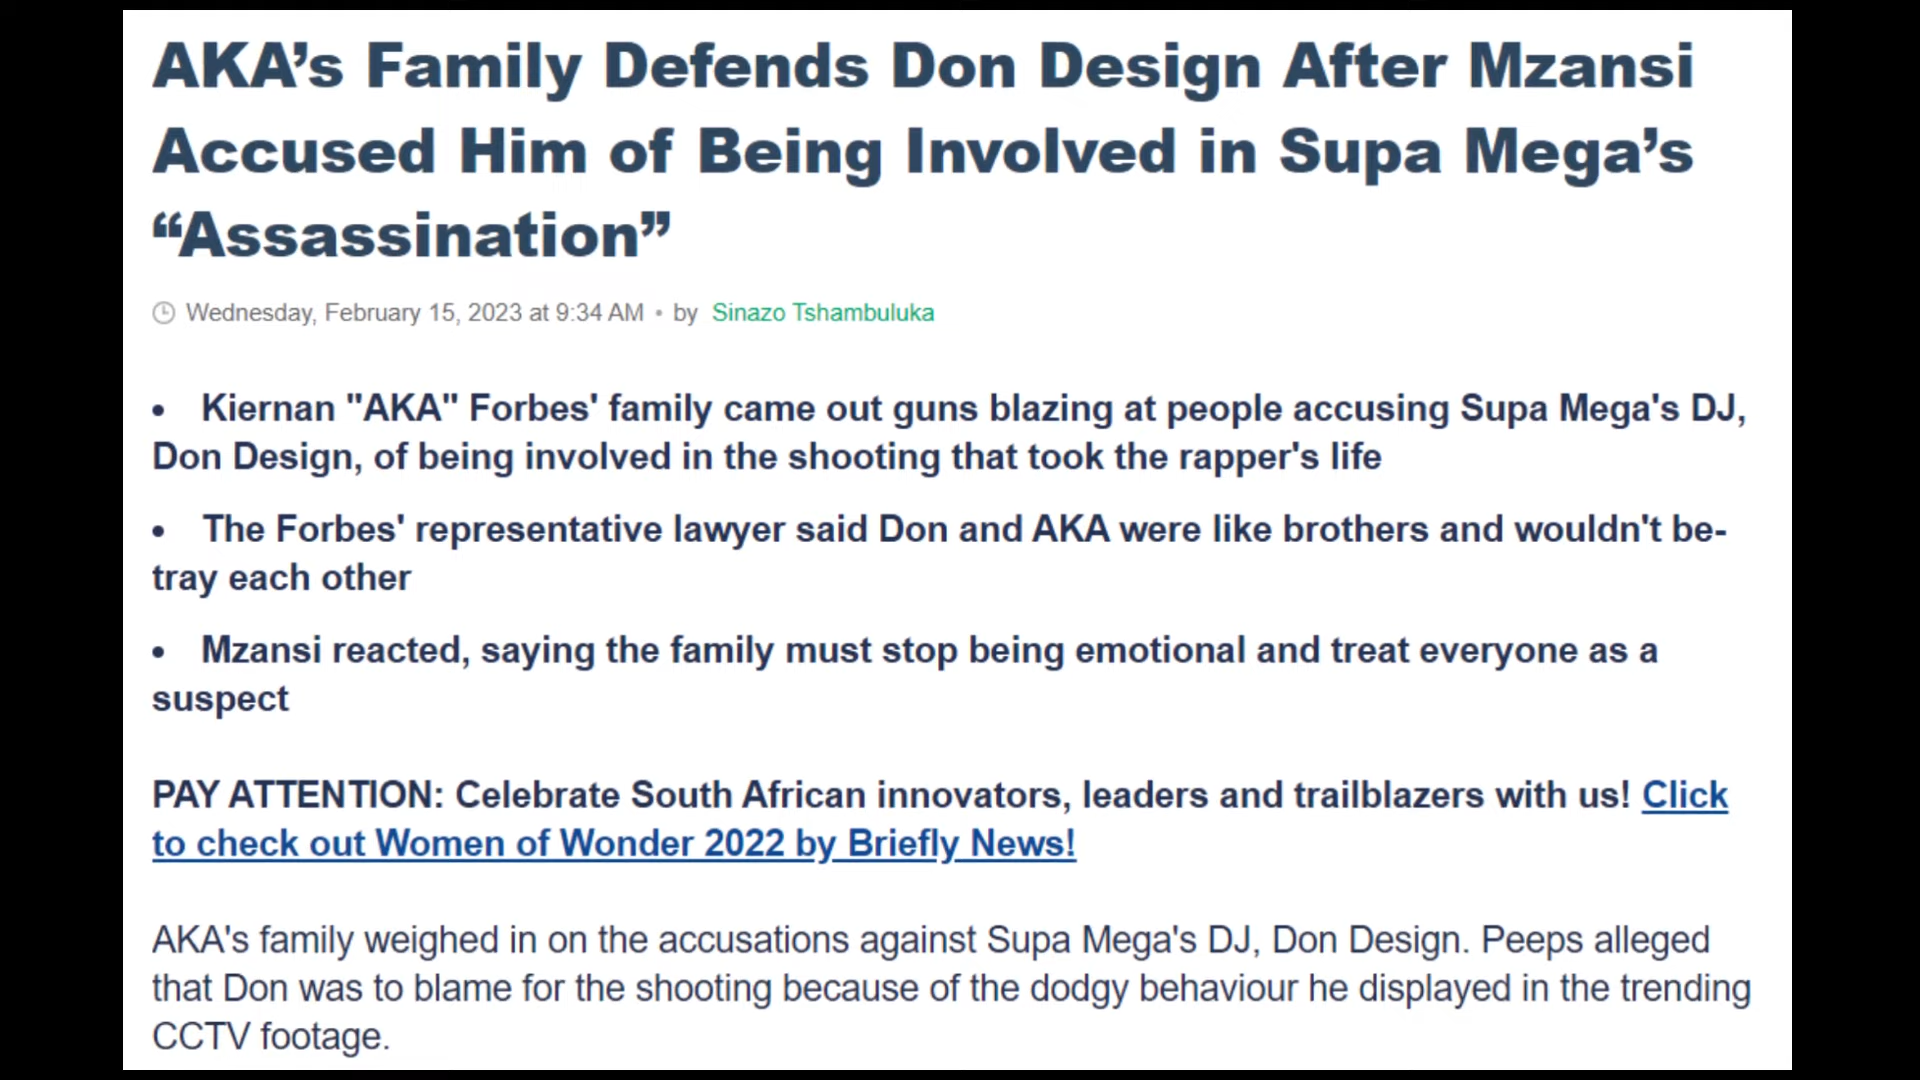 AKA’s Family Defends Don Design After Mzansi
Accused Him of Being Involved in Supa Mega’s
“Assassination”
Wednesday, February 15, 2023 at 9:34 AM • by Sinazo Tshambuluka
• Kiernan "AKA" Forbes' family came out guns blazing at people accusing Supa Mega's DJ,
Don Design, of being involved in the shooting that took the rapper's life
• The Forbes' representative lawyer said Don and AKA were like brothers and wouldn't be-
tray each other
• Mzansi reacted, saying the family must stop being emotional and treat everyone as a
suspect
PAY ATTENTION: Celebrate South African innovators, leaders and trailblazers with us! Click
to check out Women of Wonder 2022 by Briefly News!
AKA's family weighed in on the accusations against Supa Mega's DJ, Don Design. Peeps alleged
that Don was to blame for the shooting because of the dodgy behaviour he displayed in the trending
CCTV footage.